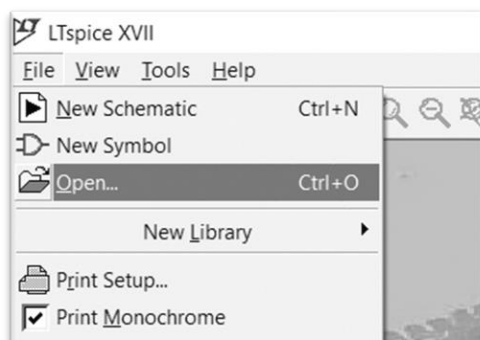 LTspice XVII
File View Tools Help
New Schematic Ctrl+N
New Symbol
Open... Ctrl+O
New Library
Print Setup...
Print Monochrome